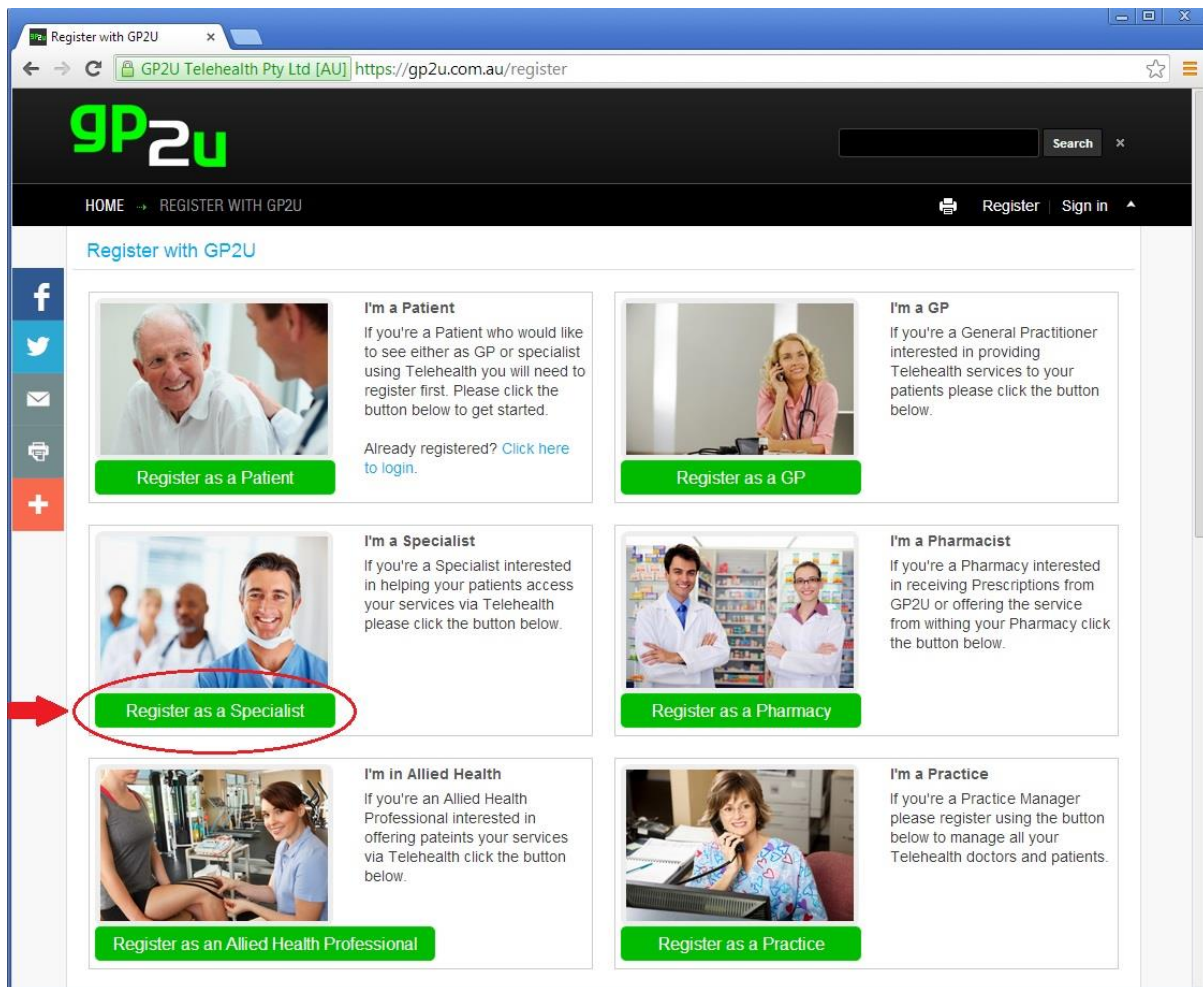 Register with GP2U
GP2U Telehealth Pty Ltd [AU] https://gp2u.com.au/register
gp2u
Search
HOME REGISTER WITH GP2U
Register | Sign in
Register with GP2U
I'm a Patient
If you're a Patient who would like
to see either as GP or specialist
using Telehealth you will need to
register first. Please click the
button below to get started.
Already registered? Click here
to login.
Register as a Patient
I'm a GP
If you're a General Practitioner
interested in providing
Telehealth services to your
patients please click the button
below.
Register as a GP
I'm a Specialist
If you're a Specialist interested
in helping your patients access
your services via Telehealth
please click the button below.
Register as a Specialist
I'm a Pharmacist
If you're a Pharmacy interested
in receiving Prescriptions from
GP2U or offering the service
from withing your Pharmacy click
the button below.
Register as a Pharmacy
I'm in Allied Health
If you're an Allied Health
Professional interested in
offering pateints your services
via Telehealth click the button
below.
Register as an Allied Health Professional
I'm a Practice
If you're a Practice Manager
please register using the button
below to manage all your
Telehealth doctors and patients.
Register as a Practice